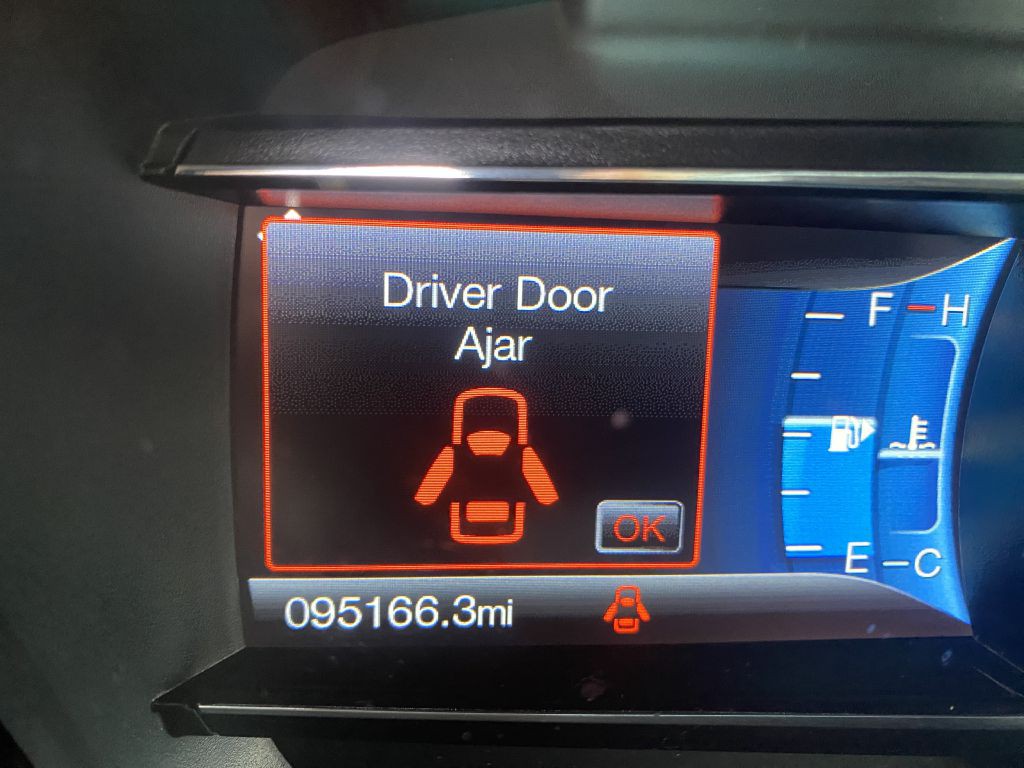 Driver Door
Ajar
OK
095166.3mi
F
H
E
C